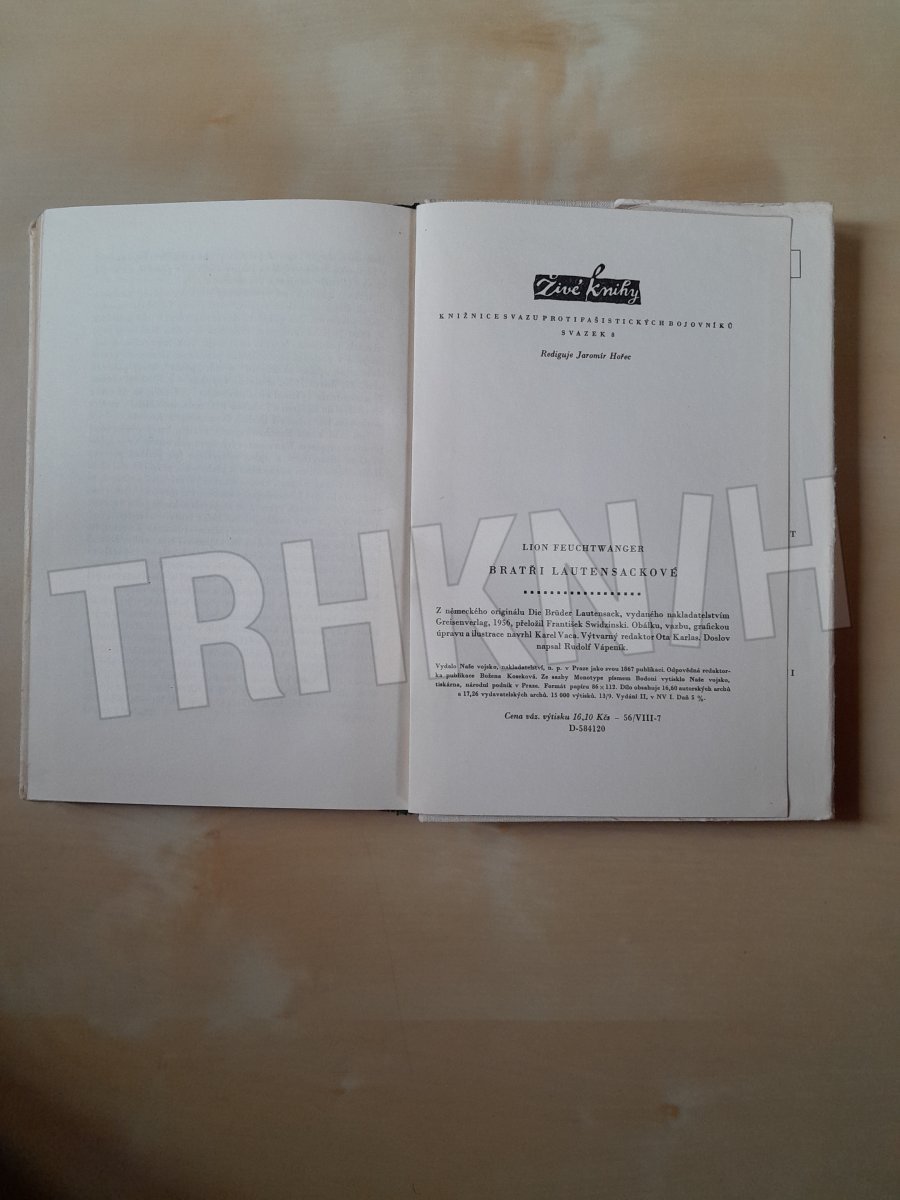 Živé knihy
KNIŽNICE SVAZU PROTIFAŠISTICKÝCH BOJOVNÍKŮ
SVAZEK 8
Rediguje Jaromír Hořec
LION FEUCHTWANGER
BRATŘI LAUTENSACKOVÉ
Z německého originálu Die Brüder Lautensack, vydaného nakladatelstvím
Greisenverlag, 1956, přeložil František Swidzinski. Obálku, vazbu, grafickou
úpravu a ilustrace navrhl Karel Vaca. Výtvarný redaktor Ota Karlas. Doslov
napsal Rudolf Vápeník.
Vydalo Naše vojsko, nakladatelství, n. p. v Praze jako svou 1867 publikaci. Odpovědná redaktor-
ka publikace Božena Koseková. Ze sazby Monotype písmem Bodoni vytisklo Naše vojsko,
tiskárna, národní podnik v Praze. Formát papíru 86 x 112. Dílo obsahuje 16,60 autorských archů
a 17,26 vydavatelských archů. 15 000 výtisků. 13/9. Vydání II, v NV I. Daň 5 %.
Cena váz. výtisku 16,10 Kčs – 56/VIII-7
D-584120
T
I
TRHKNIH